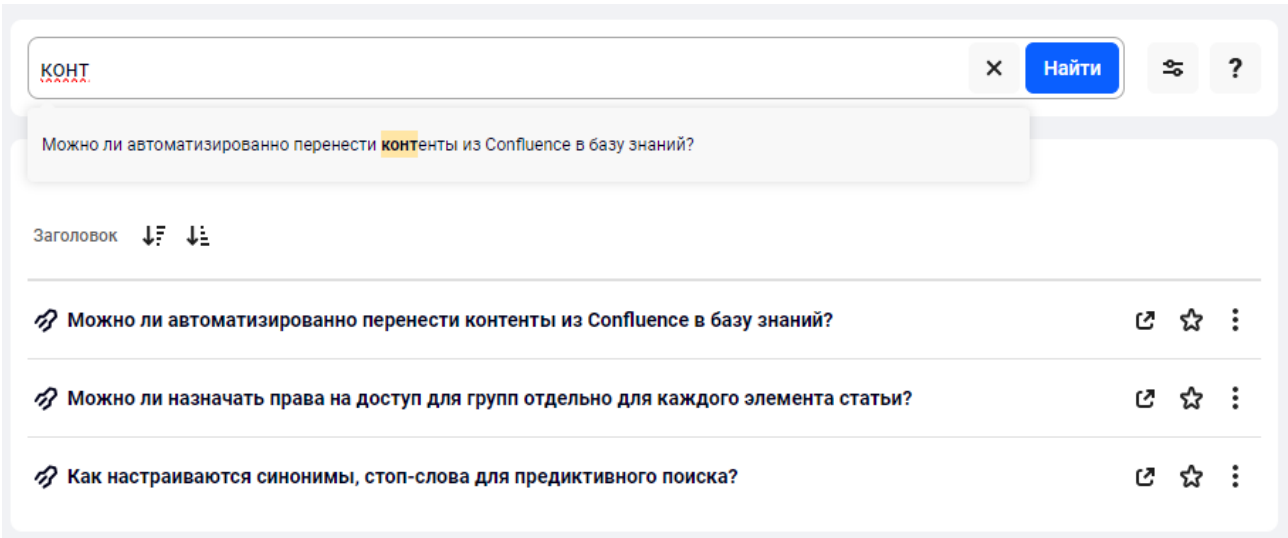 конт
Найти
?
Можно ли автоматизированно перенести контенты из Confluence в базу знаний?
Заголовок
Можно ли автоматизированно перенести контенты из Confluence в базу знаний?
Можно ли назначать права на доступ для групп отдельно для каждого элемента статьи?
Как настраиваются синонимы, стоп-слова для предиктивного поиска?